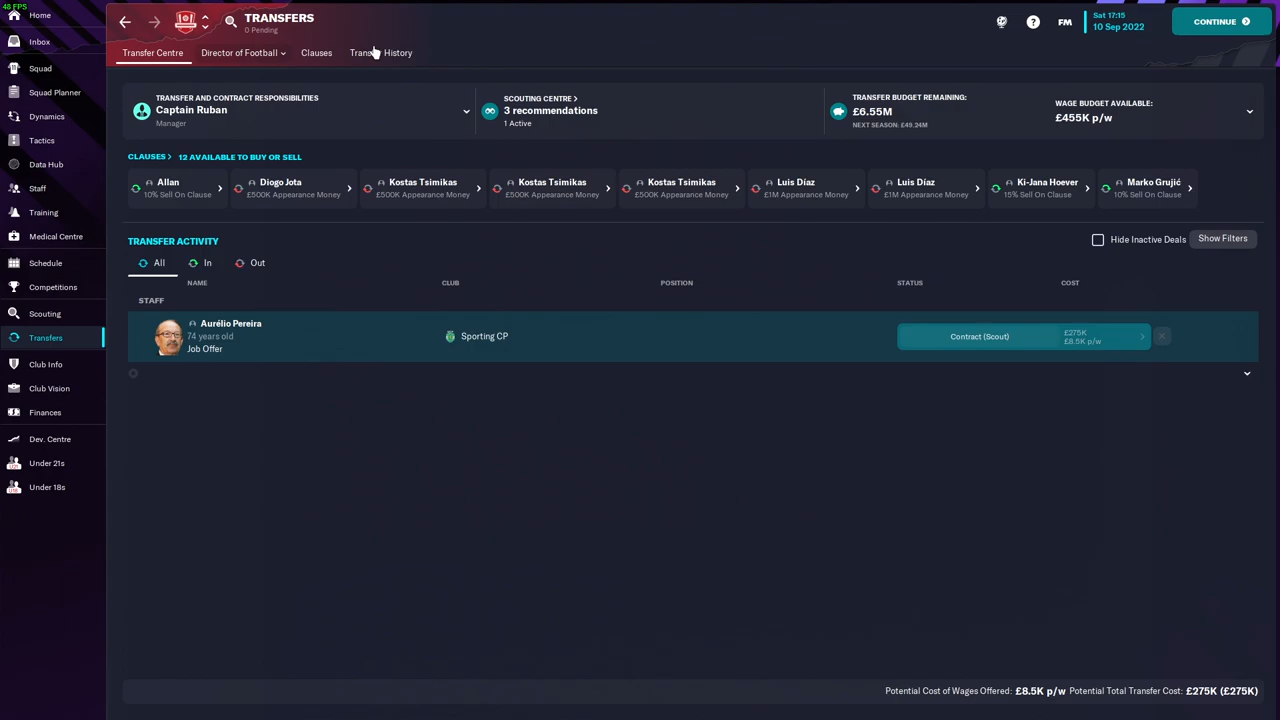 48 FPS
Home
Inbox
Squad
Squad Planner
Dynamics
Tactics
Data Hub
Staff
Training
Medical Centre
Schedule
Competitions
Scouting
Transfers
Club Info
Club Vision
Finances
Dev. Centre
Under 21s
Under 18s
TRANSFERS
0 Pending
FM
Sat 17:15
10 Sep 2022
CONTINUE
Transfer Centre
Director of Football
Clauses
History
TRANSFER AND CONTRACT RESPONSIBILITIES
Captain Ruban
Manager
SCOUTING CENTRE >
3 recommendations
1 Active
TRANSFER BUDGET REMAINING:
£6.55M
NEXT SEASON: £49.24M
WAGE BUDGET AVAILABLE:
£455K p/w
CLAUSES > 12 AVAILABLE TO BUY OR SELL
Allan
10% Sell On Clause
Diogo Jota
£500K Appearance Money
Kostas Tsimikas
£500K Appearance Money
Kostas Tsimikas
£500K Appearance Money
Kostas Tsimikas
£500K Appearance Money
Luis Díaz
£1M Appearance Money
Luis Díaz
£1M Appearance Money
Ki-Jana Hoever
15% Sell On Clause
Marko Grujić
10% Sell On Clause
TRANSFER ACTIVITY
Hide Inactive Deals
Show Filters
All
In
Out
NAME CLUB POSITION STATUS COST
STAFF
Aurélio Pereira
74 years old
Job Offer
Sporting CP
Contract (Scout)
£275K
£8.5K p/w
Potential Cost of Wages Offered: £8.5K p/w Potential Total Transfer Cost: £275K (£275K)